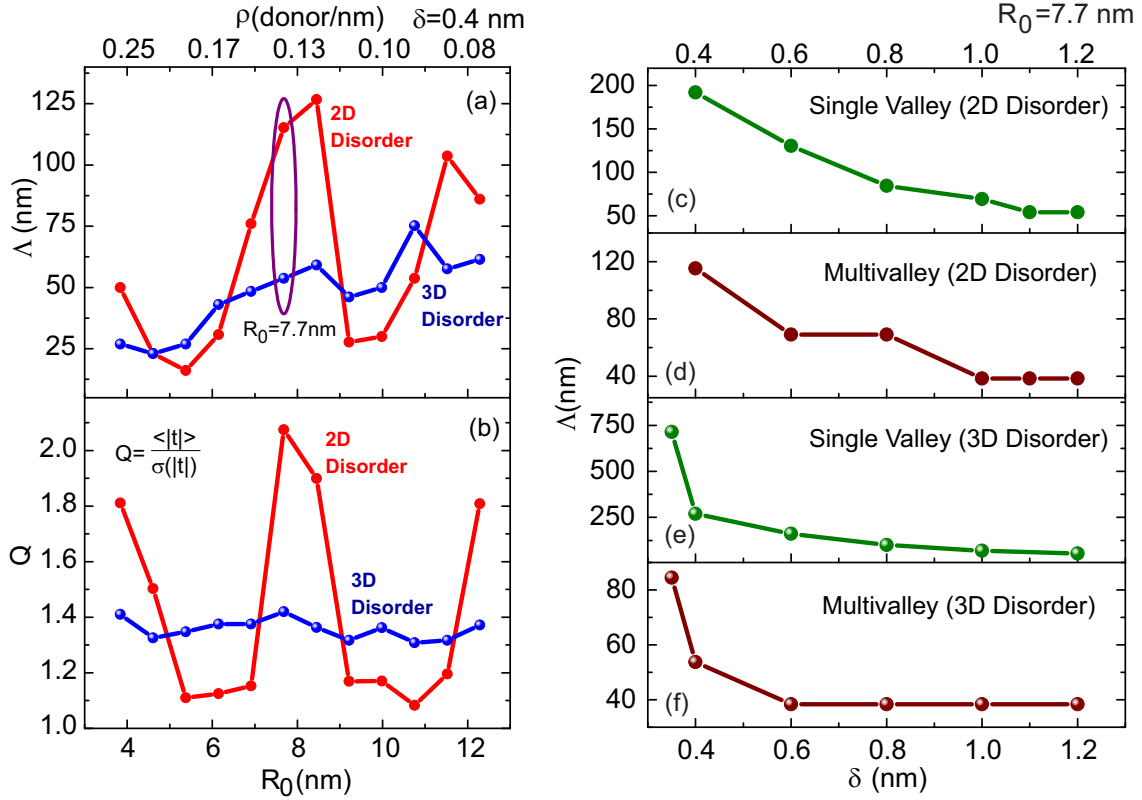 ρ(donor/nm) δ=0.4 nm
0.25 0.17 0.13 0.10 0.08
(a)
2D
Disorder
3D
Disorder
R₀=7.7nm
125
100
75
50
25
Λ (nm)
(b)
Q= <|t|> / σ(|t|)
2D
Disorder
3D
Disorder
2.0
1.8
1.6
1.4
1.2
1.0
Q
4 6 8 10 12
R₀(nm)
R₀=7.7 nm
0.4 0.6 0.8 1.0 1.2
200
150
100
50
Single Valley (2D Disorder)
(c)
120
80
40
Multivalley (2D Disorder)
(d)
Λ(nm)
750
500
250
Single Valley (3D Disorder)
(e)
80
60
40
Multivalley (3D Disorder)
(f)
0.4 0.6 0.8 1.0 1.2
δ (nm)